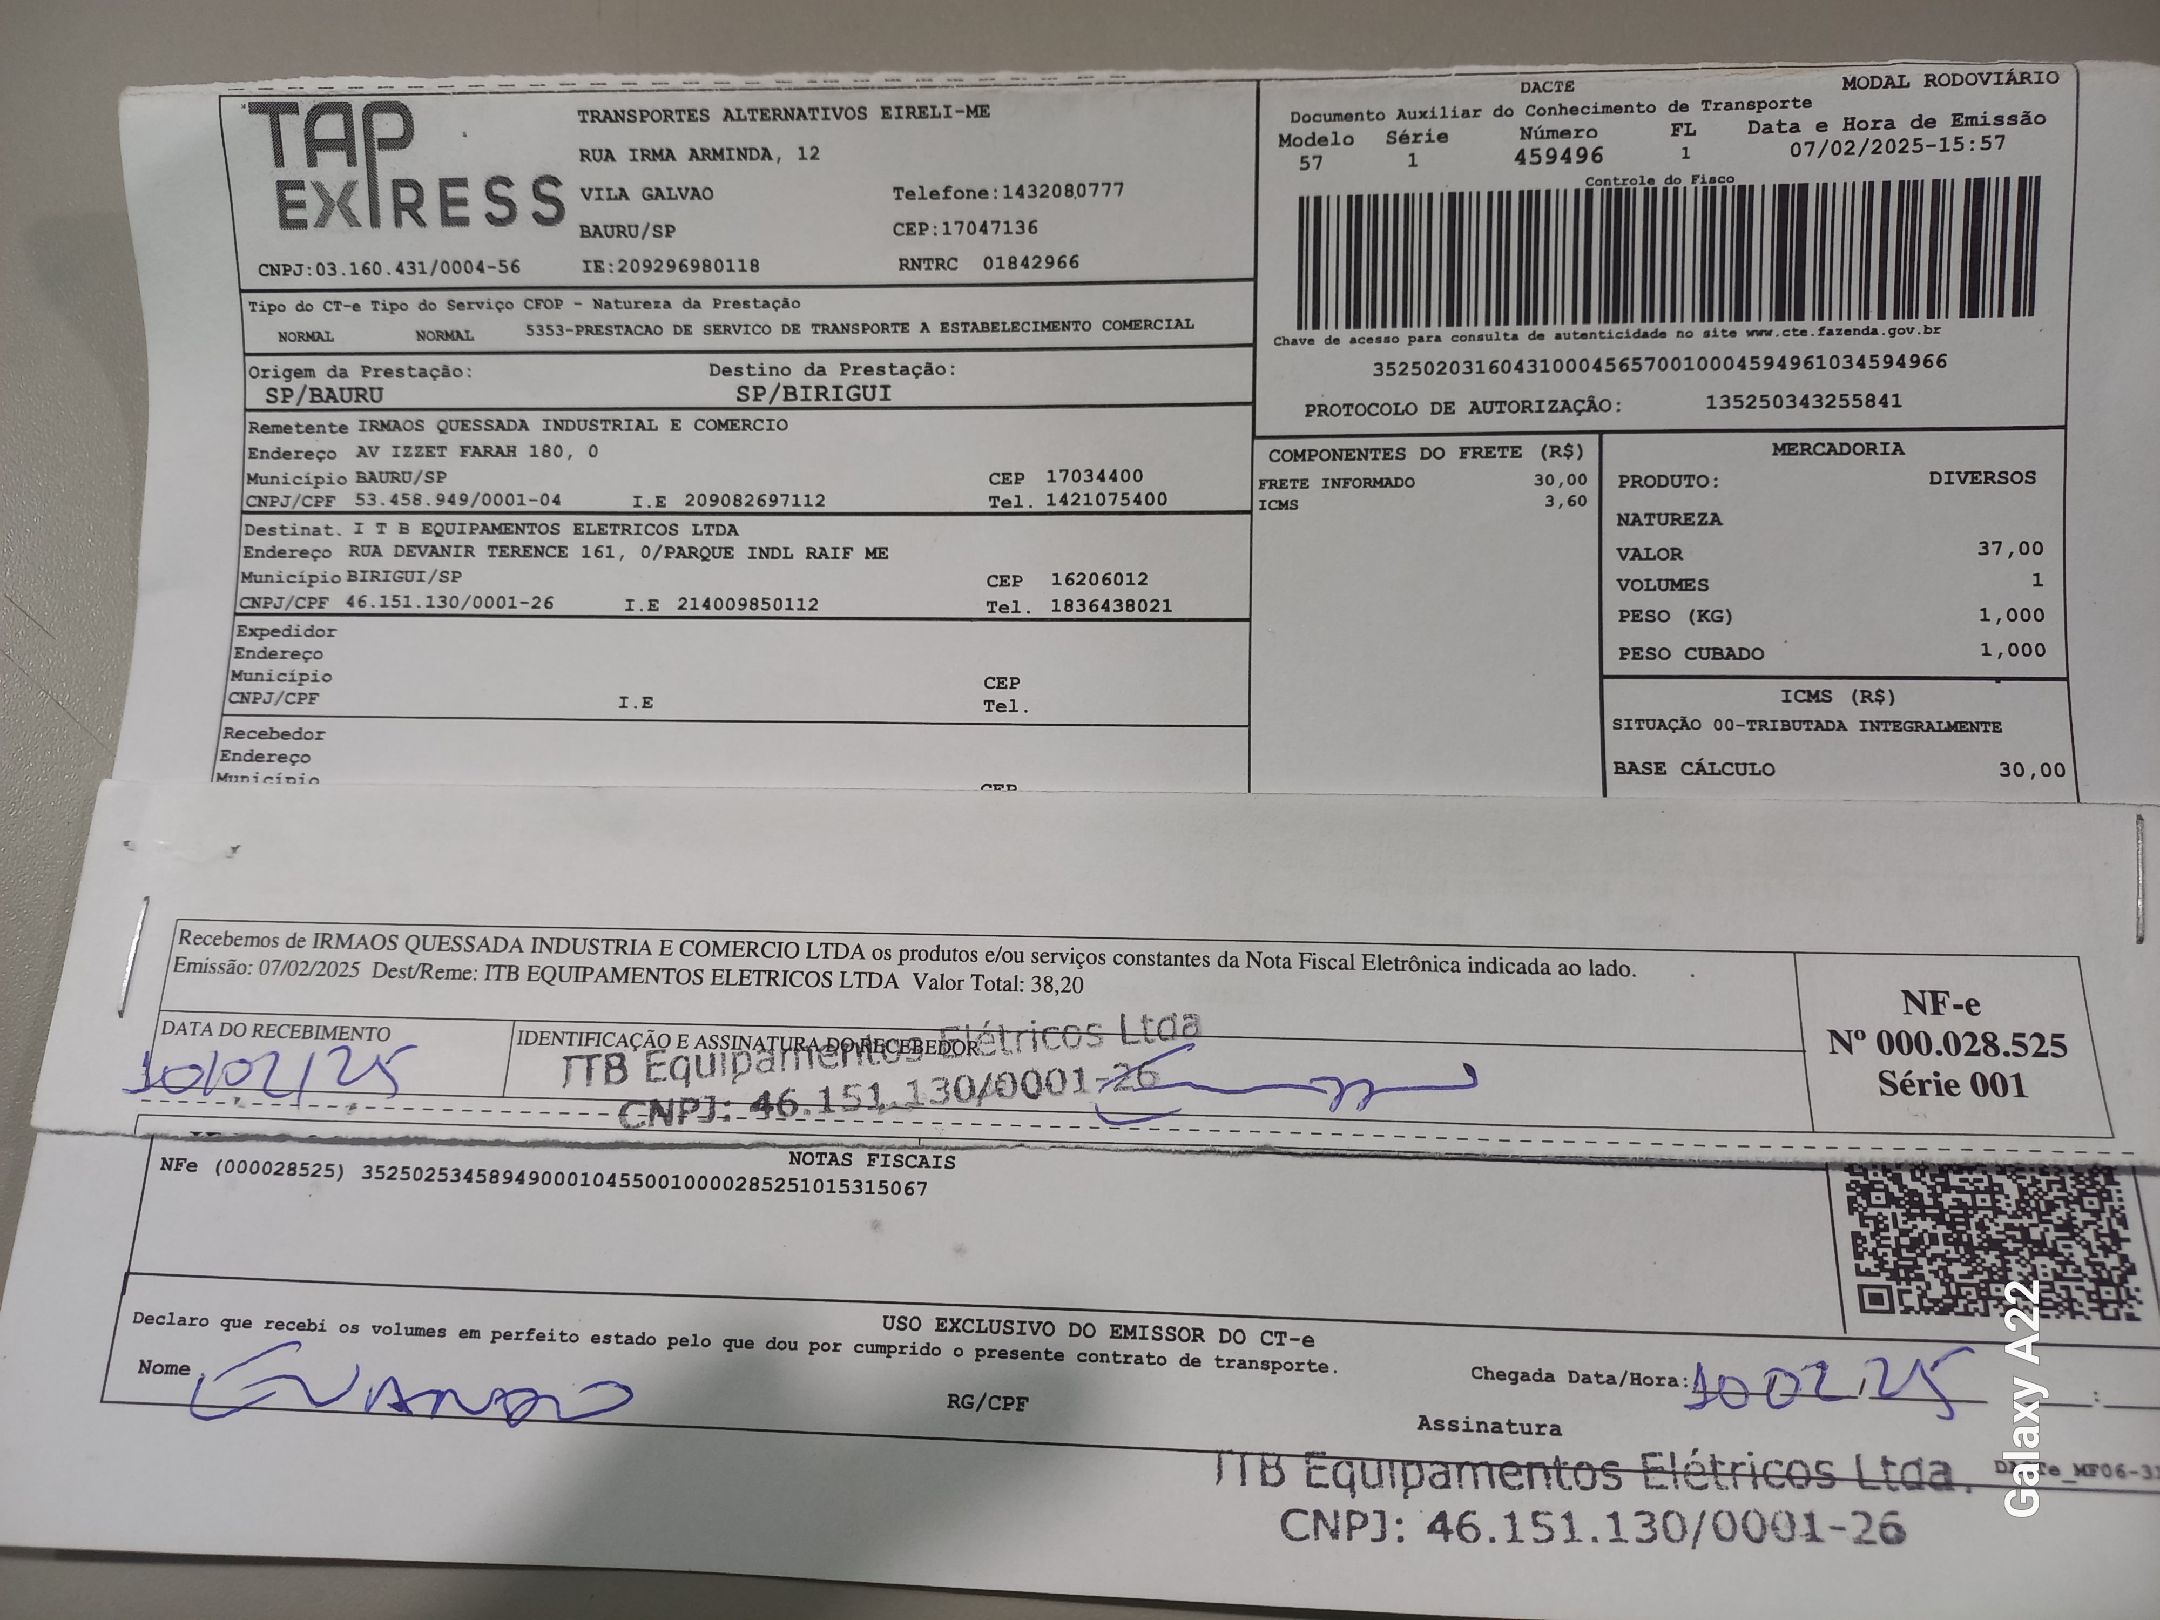 TAP EXPRESS
TRANSPORTES ALTERNATIVOS EIRELI-ME
RUA IRMA ARMINDA, 12
VILA GALVAO Telefone:1432080777
BAURU/SP CEP:17047136
CNPJ:03.160.431/0004-56 IE:209296980118 RNTRC 01842966
DACTE MODAL RODOVIÁRIO
Documento Auxiliar do Conhecimento de Transporte
Modelo Série Número FL Data e Hora de Emissão
57 1 459496 1 07/02/2025-15:57
Controle do Fisco
Chave de acesso para consulta de autenticidade no site www.cte.fazenda.gov.br
35250203160431000456570010004594961034594966
PROTOCOLO DE AUTORIZAÇÃO: 135250343255841
Tipo do CT-e Tipo do Serviço CFOP - Natureza da Prestação
NORMAL NORMAL 5353-PRESTACAO DE SERVICO DE TRANSPORTE A ESTABELECIMENTO COMERCIAL
Origem da Prestação: Destino da Prestação:
SP/BAURU SP/BIRIGUI
Remetente IRMAOS QUESSADA INDUSTRIAL E COMERCIO
Endereço AV IZZET FARAH 180, 0
Município BAURU/SP CEP 17034400
CNPJ/CPF 53.458.949/0001-04 I.E 209082697112 Tel. 1421075400
Destinat. I T B EQUIPAMENTOS ELETRICOS LTDA
Endereço RUA DEVANIR TERENCE 161, 0/PARQUE INDL RAIF ME
Município BIRIGUI/SP CEP 16206012
CNPJ/CPF 46.151.130/0001-26 I.E 214009850112 Tel. 1836438021
Expedidor
Endereço
Município CEP
CNPJ/CPF I.E Tel.
Recebedor
Endereço
Município CEP
COMPONENTES DO FRETE (R$)
FRETE INFORMADO 30,00
ICMS 3,60
MERCADORIA
PRODUTO: DIVERSOS
NATUREZA
VALOR 37,00
VOLUMES 1
PESO (KG) 1,000
PESO CUBADO 1,000
ICMS (R$)
SITUAÇÃO 00-TRIBUTADA INTEGRALMENTE
BASE CÁLCULO 30,00
Recebemos de IRMAOS QUESSADA INDUSTRIA E COMERCIO LTDA os produtos e/ou serviços constantes da Nota Fiscal Eletrônica indicada ao lado.
Emissão: 07/02/2025 Dest/Reme: ITB EQUIPAMENTOS ELETRICOS LTDA Valor Total: 38,20
DATA DO RECEBIMENTO IDENTIFICAÇÃO E ASSINATURA DO RECEBEDOR
10/02/25
ITB Equipamentos Elétricos Ltda
CNPJ: 46.151.130/0001-26
NF-e
Nº 000.028.525
Série 001
NOTAS FISCAIS
NFe (000028525) 35250253458949000104550010000285251015315067
USO EXCLUSIVO DO EMISSOR DO CT-e
Declaro que recebi os volumes em perfeito estado pelo que dou por cumprido o presente contrato de transporte.
Nome RG/CPF Chegada Data/Hora: 10 02 25 :
Assinatura
ITB Equipamentos Elétricos Ltda.
CNPJ: 46.151.130/0001-26
Galaxy A22